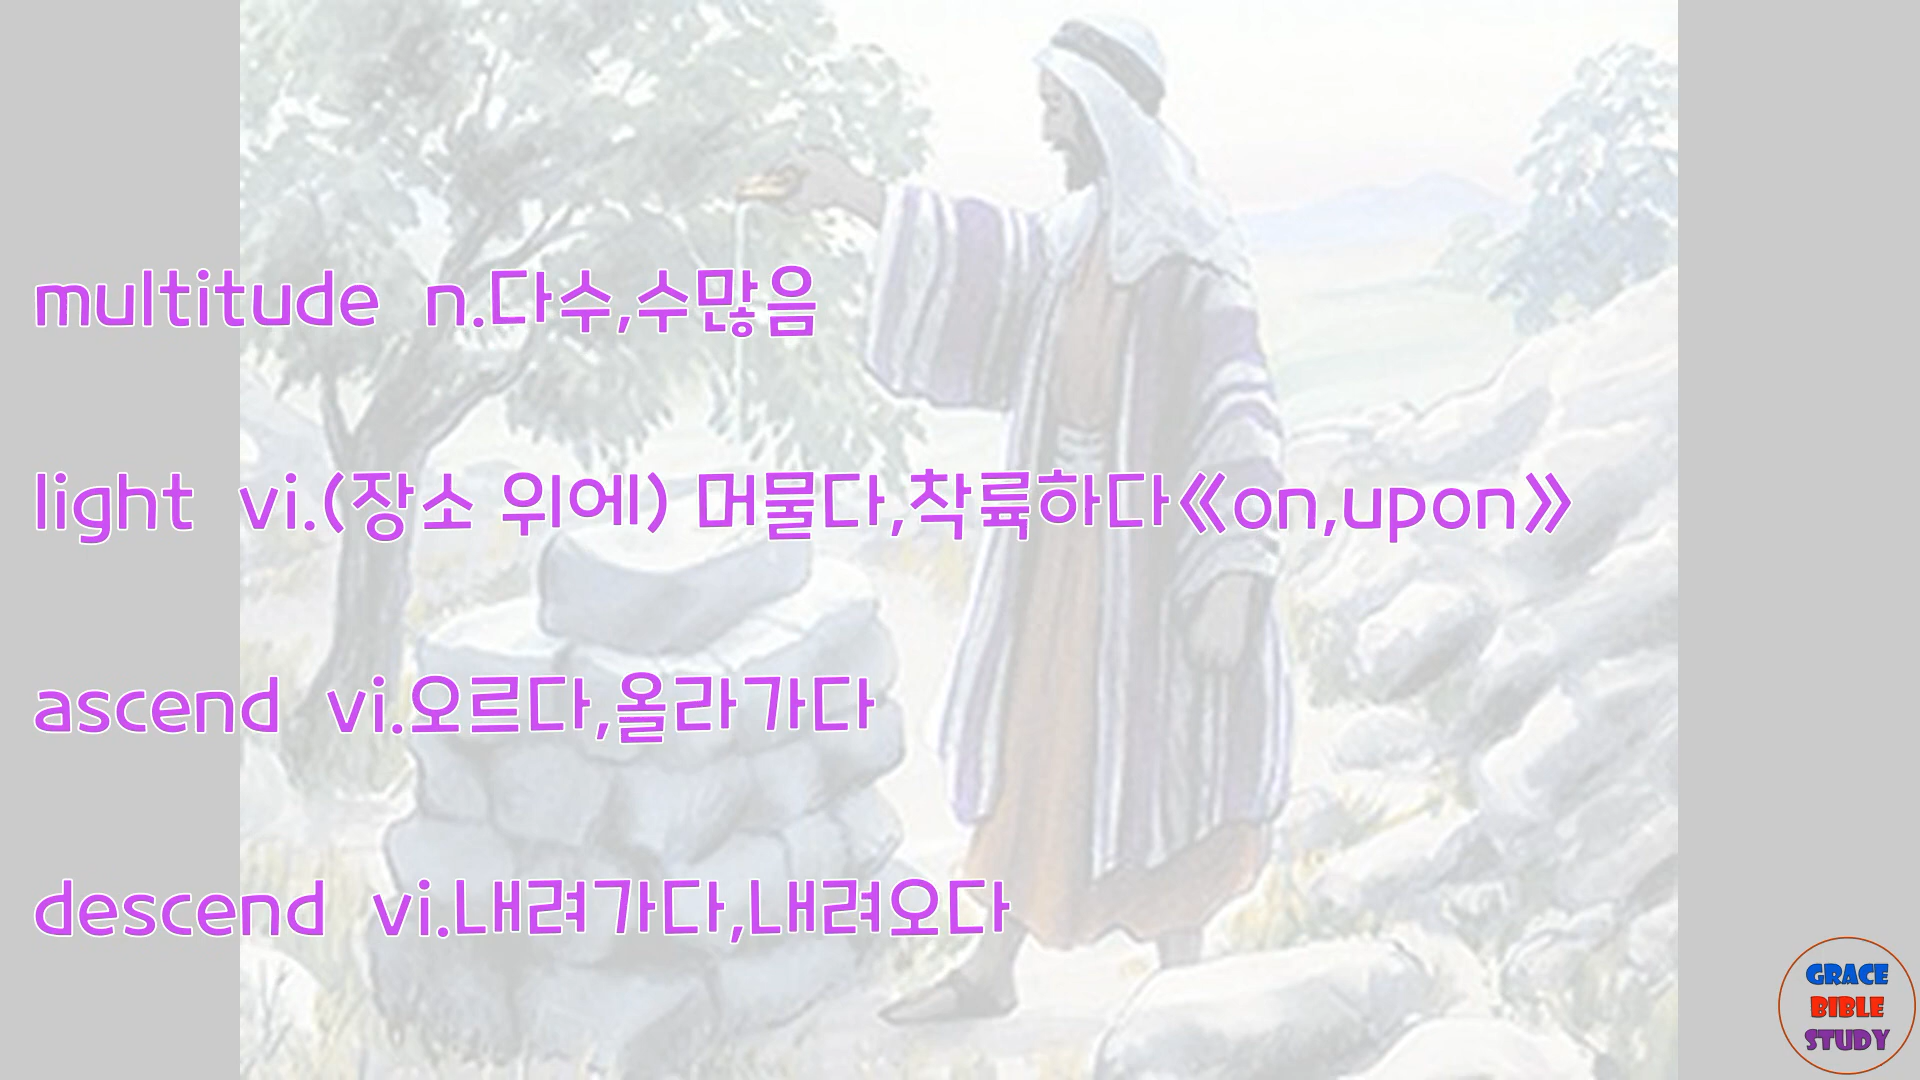 multitude n.다수,수많음
light vi.(장소 위에) 머물다,착륙하다《on,upon》
ascend vi.오르다,올라가다
descend vi.내려가다,내려오다
GRACE
BIBLE
STUDY